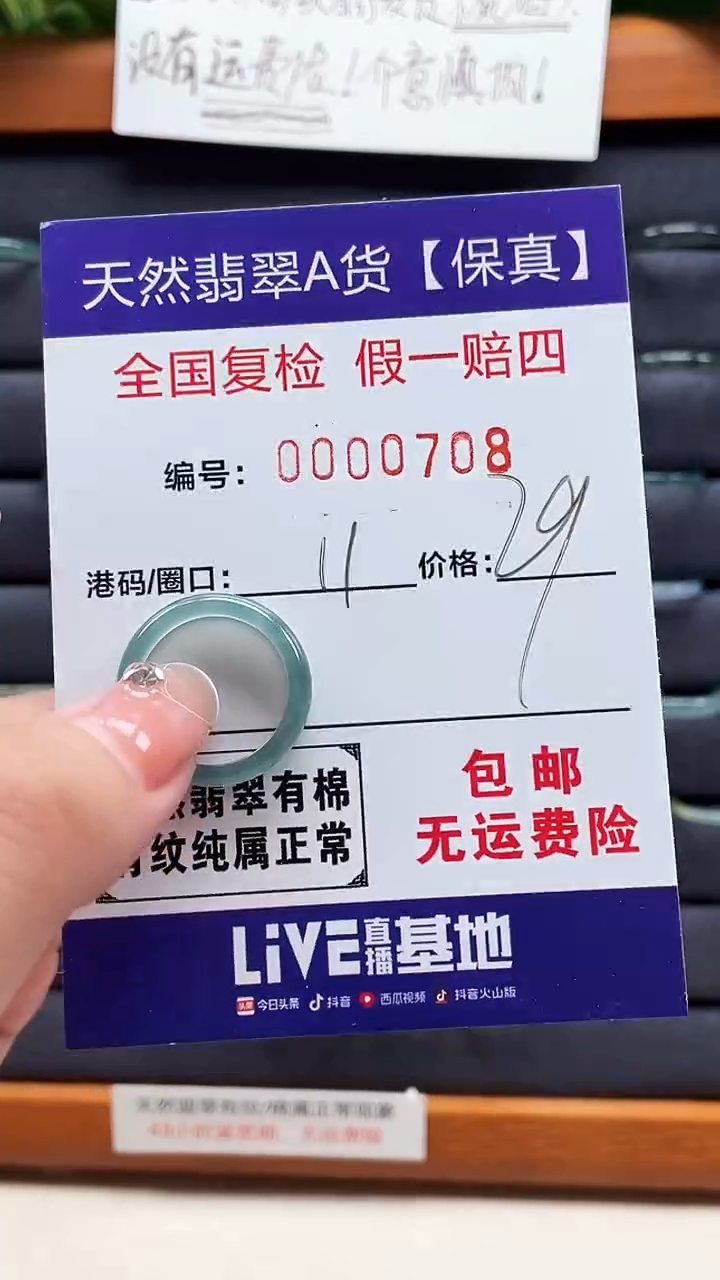 没有运费险！介意慎拍！
天然翡翠A货【保真】
全国复检 假一赔四
编号：0000708
港码/圈口：11 价格：29
翡翠有棉
纹纯属正常
包邮
无运费险
LiVE直播基地
今日头条 抖音 西瓜视频 抖音火山版